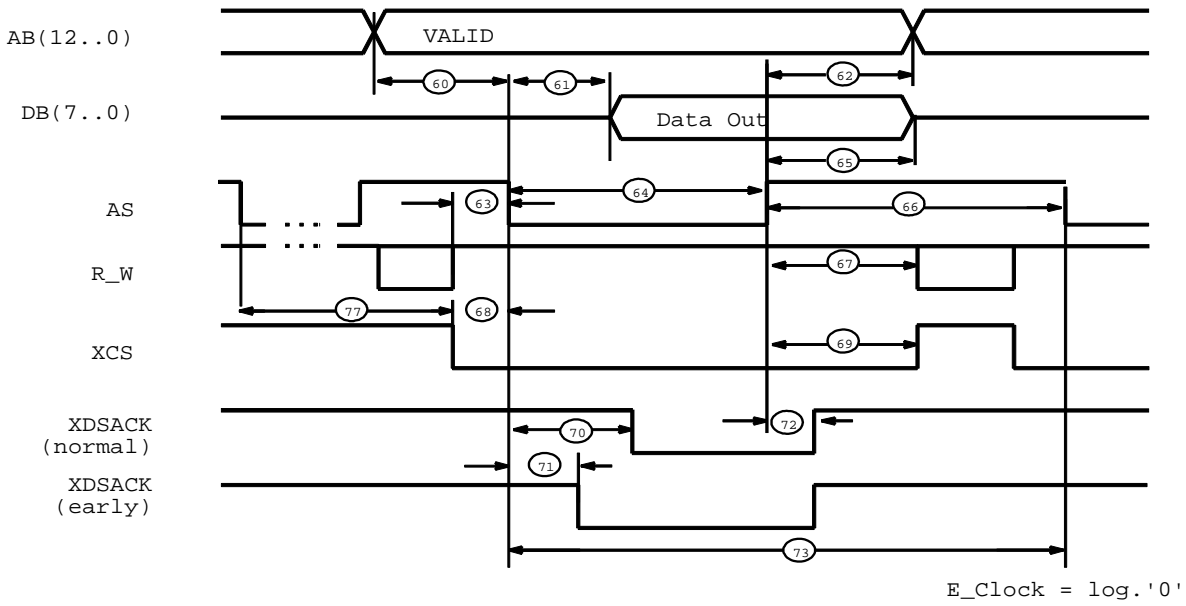 AB(12..0)
VALID
60
61
62
DB(7..0)
Data Out
65
AS
63
64
66
R_W
67
77
68
XCS
69
XDSACK
(normal)
70
72
71
XDSACK
(early)
73
E_Clock = log.'0'